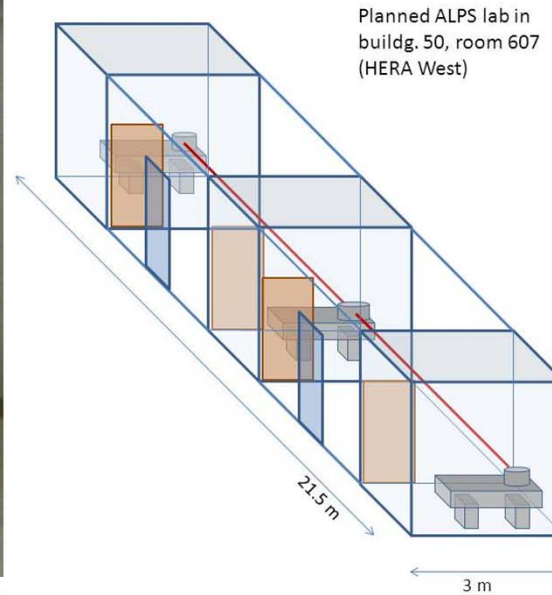 Planned ALPS lab in
buildg. 50, room 607
(HERA West)
21.5 m
3 m